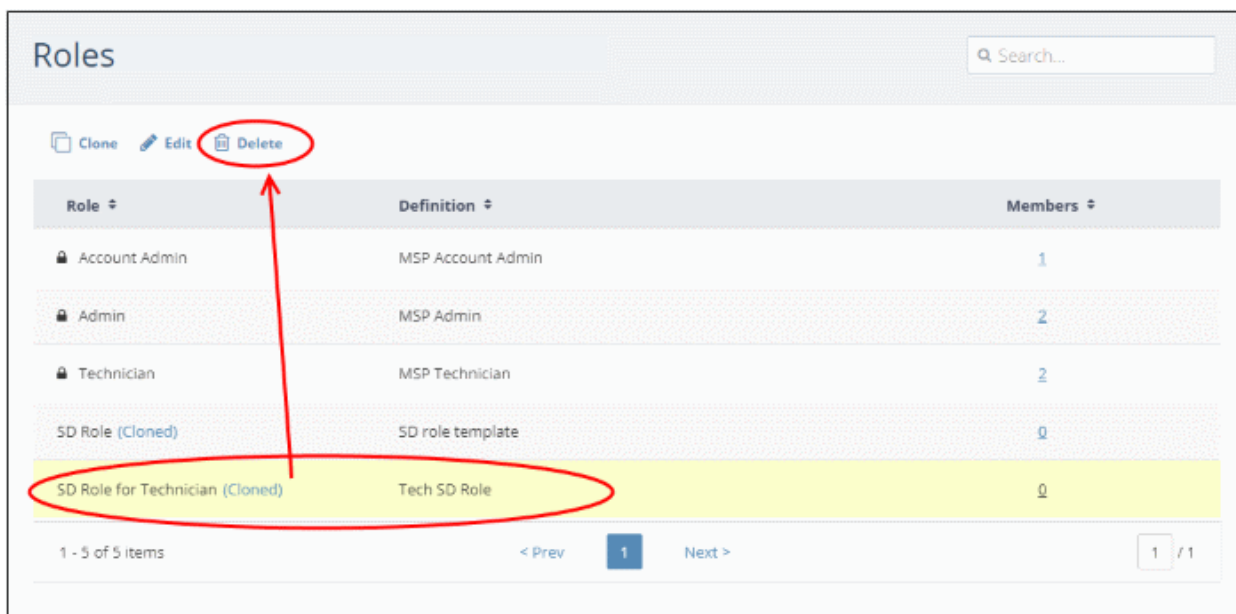 Roles
Search...
Clone Edit Delete
Role Definition Members
Account Admin MSP Account Admin 1
Admin MSP Admin 2
Technician MSP Technician 2
SD Role (Cloned) SD role template 0
SD Role for Technician (Cloned) Tech SD Role 0
1 - 5 of 5 items < Prev 1 Next > 1 / 1